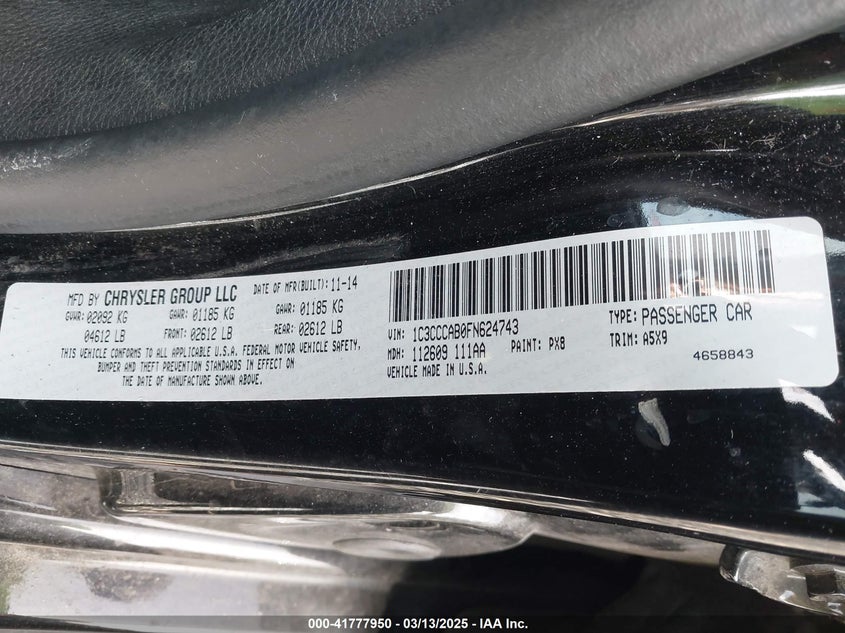 MFD BY CHRYSLER GROUP LLC DATE OF MFR(BUILT): 11-14
GVWR: 02092 KG GAWR: 01185 KG GAWR: 01185 KG
04612 LB FRONT: 02612 LB REAR: 02612 LB
THIS VEHICLE CONFORMS TO ALL APPLICABLE U.S.A. FEDERAL MOTOR VEHICLE SAFETY,
BUMPER AND THEFT PREVENTION STANDARDS IN EFFECT ON
THE DATE OF MANUFACTURE SHOWN ABOVE.
VIN: 1C3CCCAB0FN624743 TYPE: PASSENGER CAR
MDH: 112609 111AA PAINT: PX8 TRIM: A5X9
VEHICLE MADE IN U.S.A. 4658843
000-41777950 - 03/13/2025 - IAA Inc.